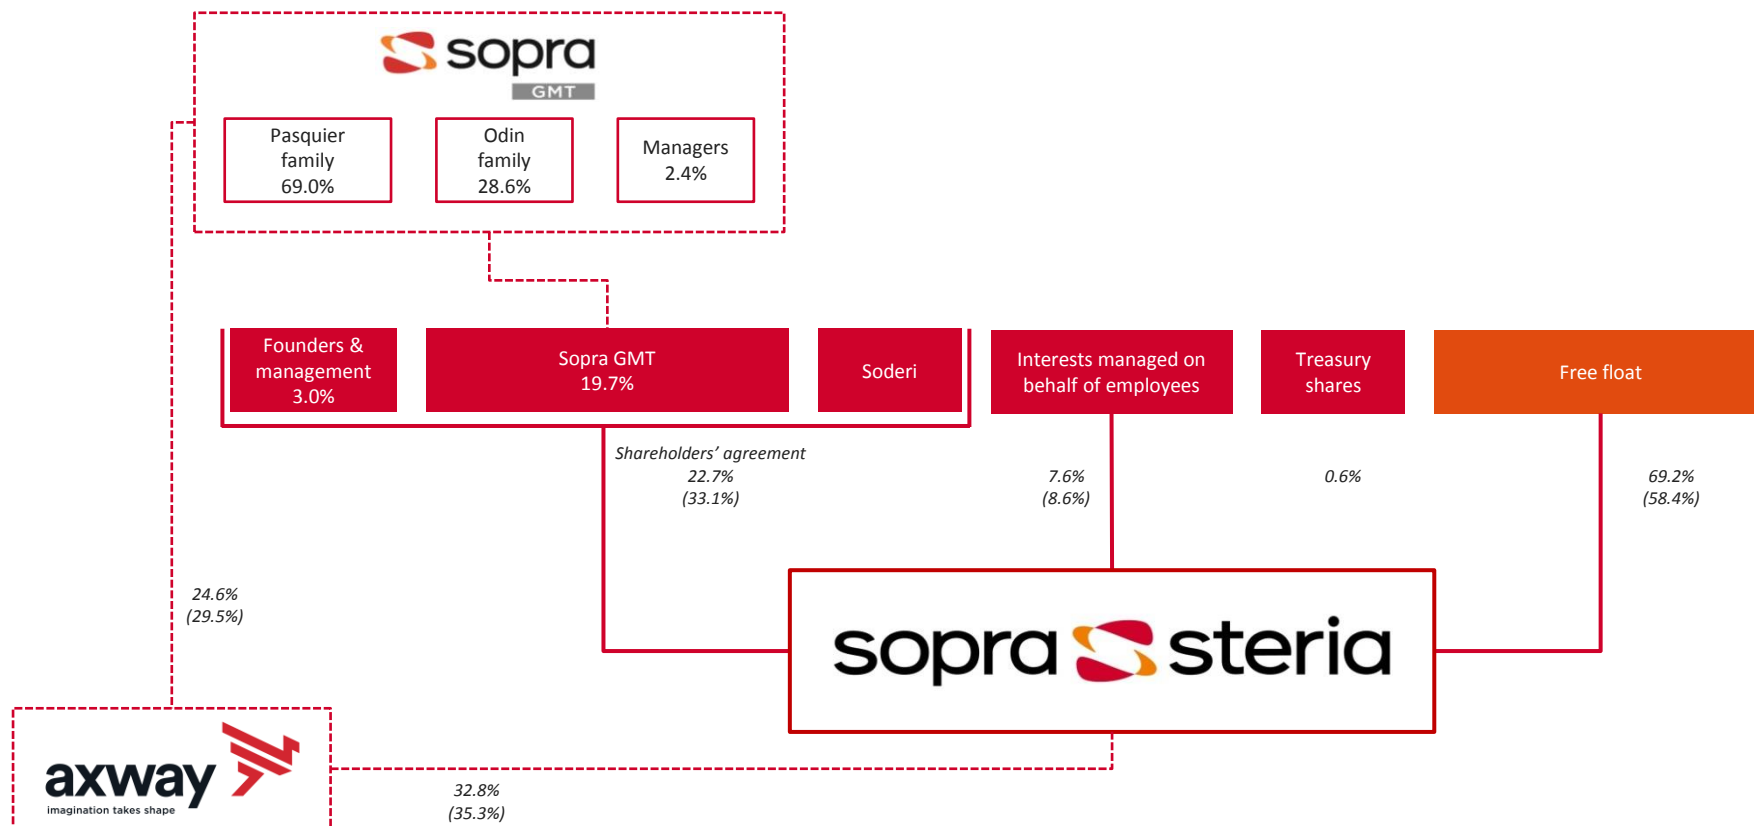 sopra
GMT
Pasquier
family
69.0%
Odin
family
28.6%
Managers
2.4%
Founders &
management
3.0%
Sopra GMT
19.7%
Soderi
Interests managed on
behalf of employees
Treasury
shares
Free float
Shareholders’ agreement
22.7%
(33.1%)
7.6%
(8.6%)
0.6%
69.2%
(58.4%)
24.6%
(29.5%)
sopra steria
axway
imagination takes shape
32.8%
(35.3%)